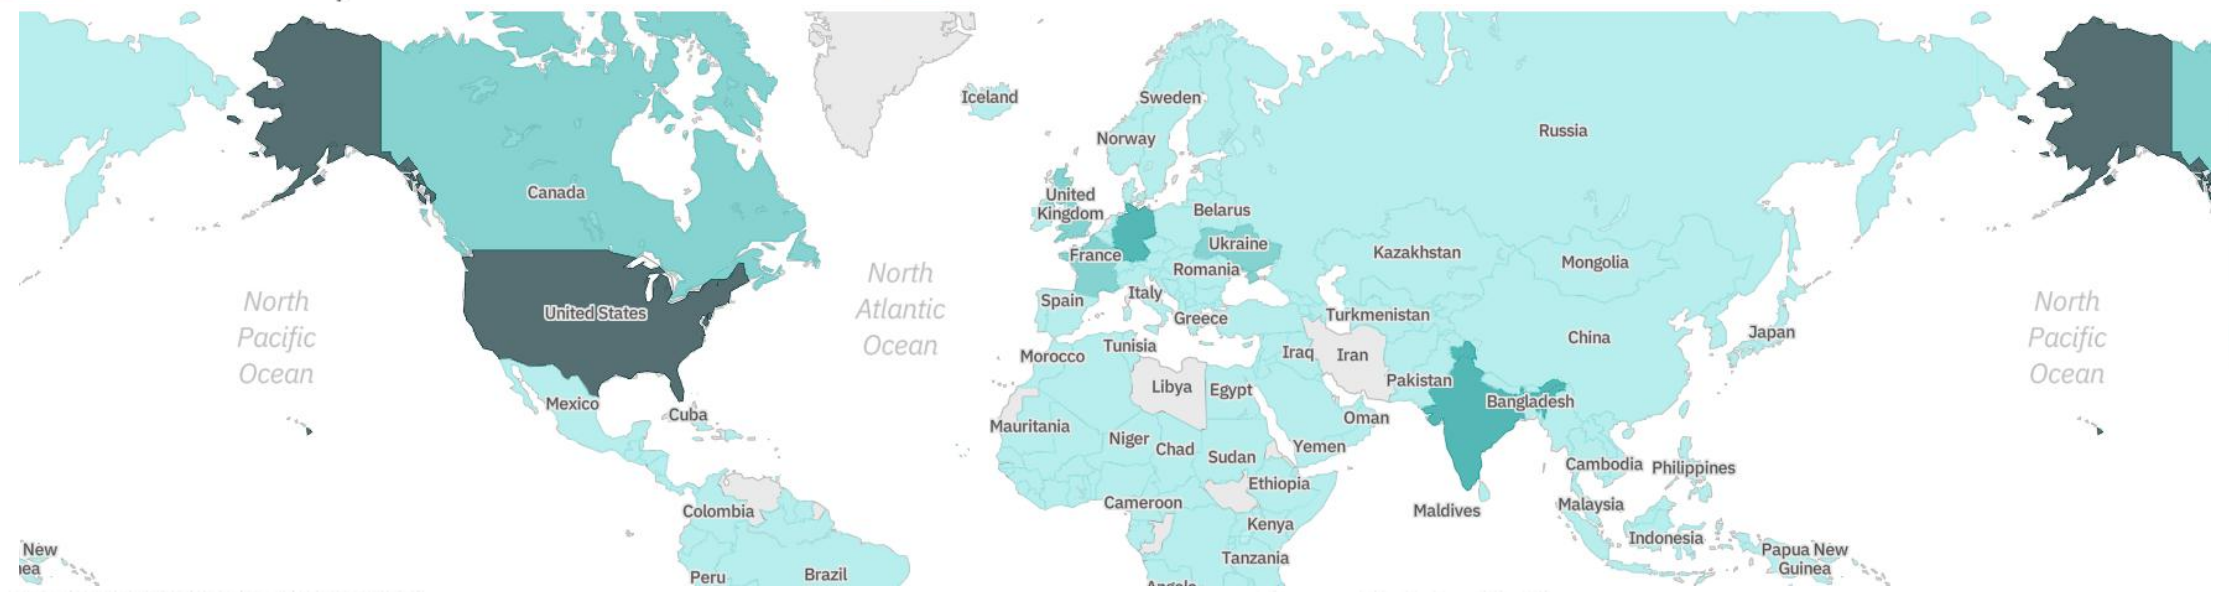 Iceland
Sweden
Norway
Russia
Canada
United
Kingdom
Belarus
Ukraine
France
Kazakhstan
Mongolia
Romania
North
Pacific
Ocean
North
Atlantic
Ocean
United States
Spain
Italy
Greece
Turkmenistan
Tunisia
Morocco
Iraq
Iran
China
Japan
North
Pacific
Ocean
Mexico
Cuba
Libya
Egypt
Pakistan
Bangladesh
Oman
Mauritania
Niger
Chad
Sudan
Yemen
Cambodia
Philippines
Ethiopia
Colombia
Cameroon
Maldives
Malaysia
Kenya
Indonesia
New
ea
Tanzania
Papua New
Guinea
Peru
Brazil
Angola